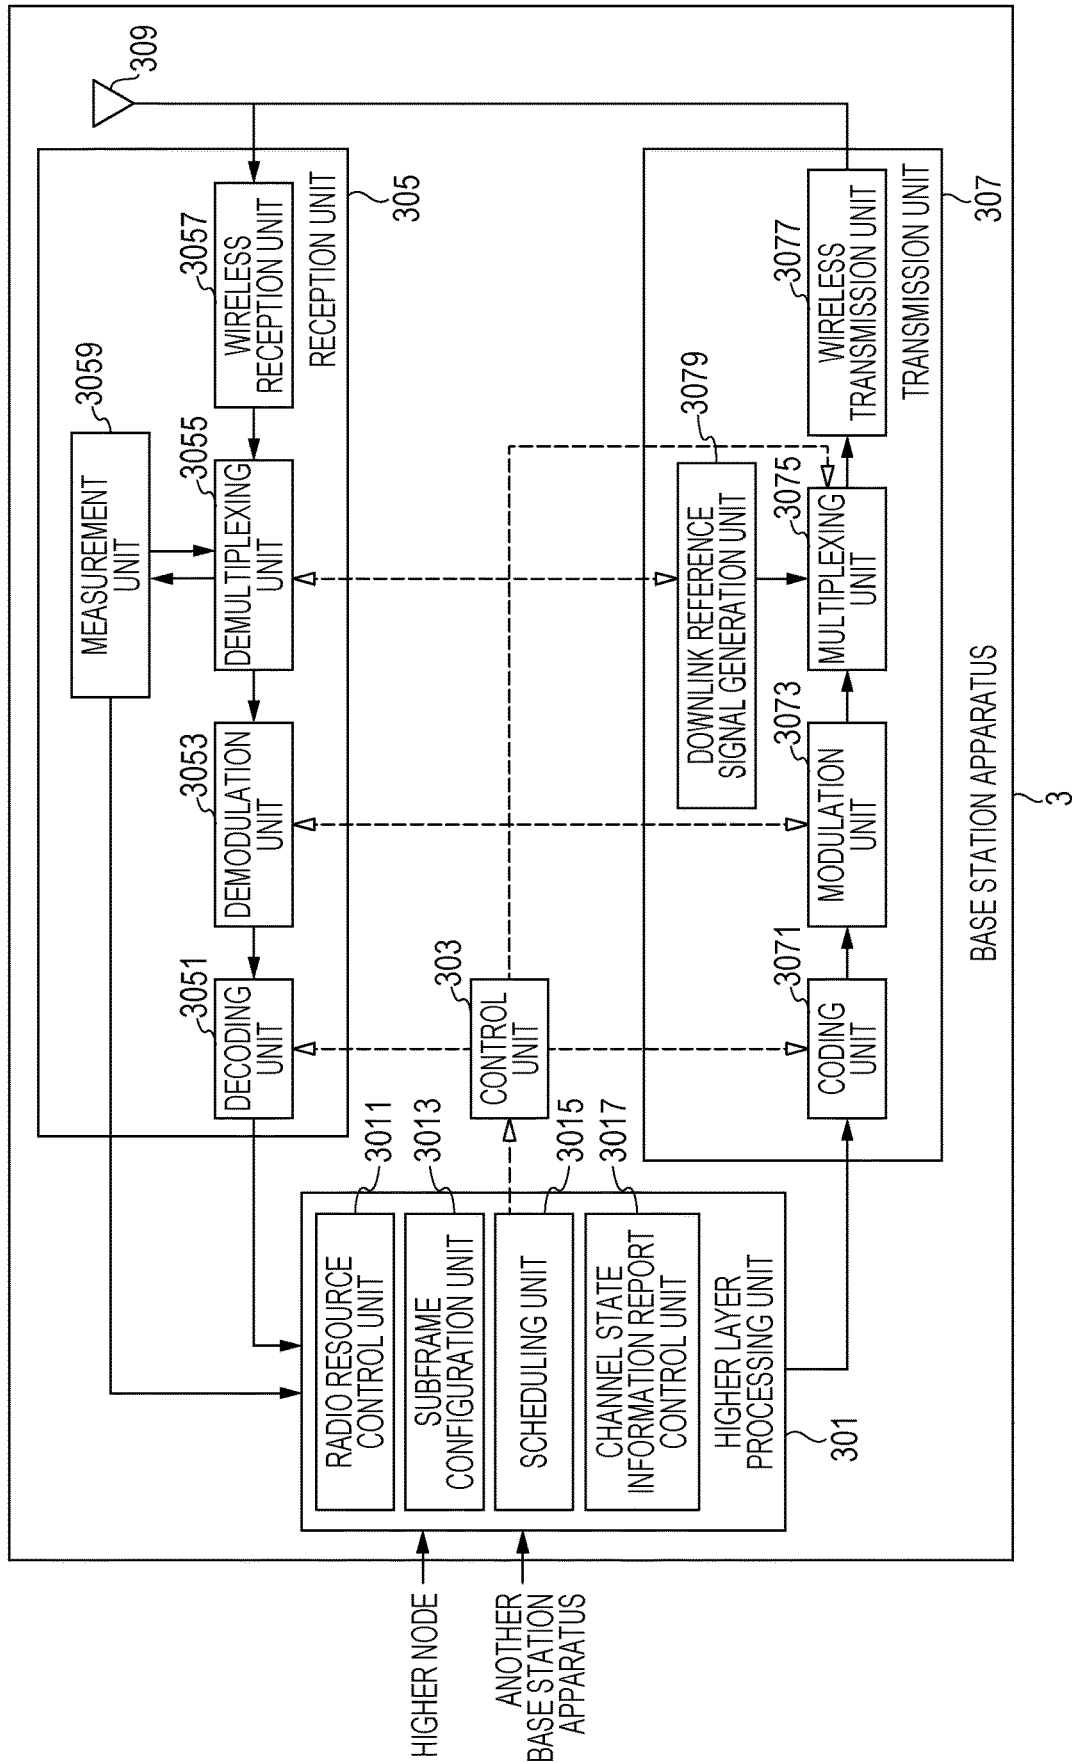 309
3059
MEASUREMENT
UNIT
3051
DECODING
UNIT
3053
DEMODULATION
UNIT
3055
DEMULTIPLEXING
UNIT
3057
WIRELESS
RECEPTION UNIT
RECEPTION UNIT
305
HIGHER NODE
ANOTHER
BASE STATION
APPARATUS
RADIO RESOURCE
CONTROL UNIT
3011
SUBFRAME
CONFIGURATION UNIT
3013
SCHEDULING UNIT
3015
CHANNEL STATE
INFORMATION REPORT
CONTROL UNIT
3017
HIGHER LAYER
PROCESSING UNIT
301
303
CONTROL
UNIT
3079
DOWNLINK REFERENCE
SIGNAL GENERATION UNIT
3071
CODING
UNIT
3073
MODULATION
UNIT
3075
MULTIPLEXING
UNIT
3077
WIRELESS
TRANSMISSION UNIT
TRANSMISSION UNIT
307
BASE STATION APPARATUS
3